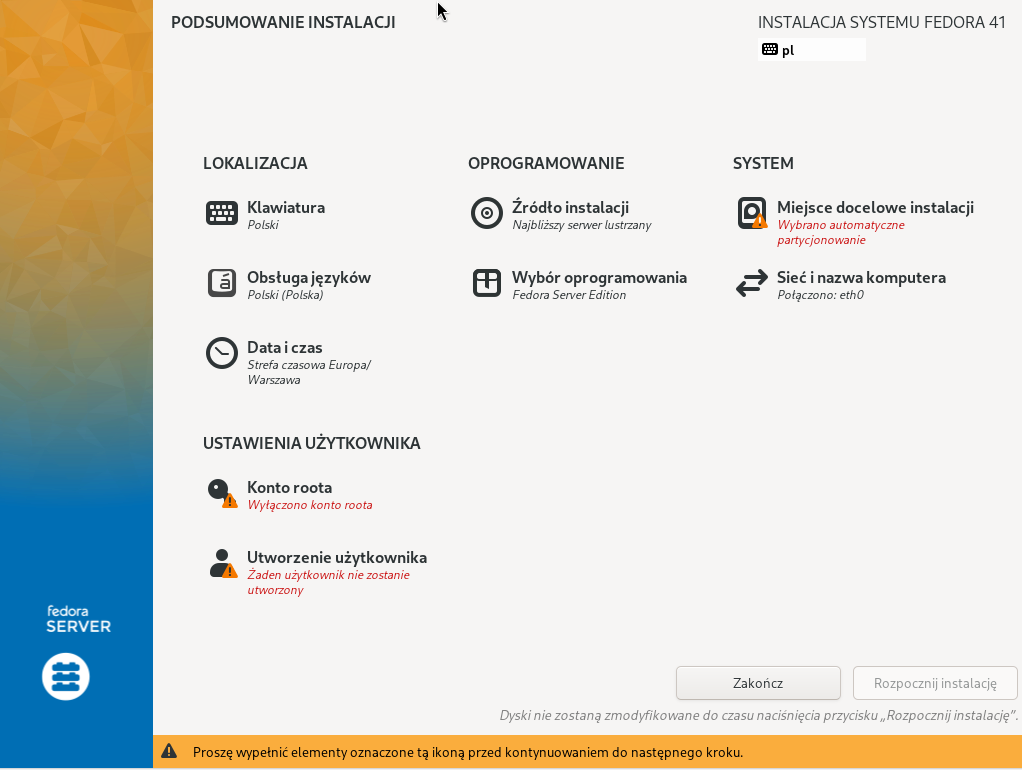 PODSUMOWANIE INSTALACJI
INSTALACJA SYSTEMU FEDORA 41
pl
LOKALIZACJA
Klawiatura
Polski
Obsługa języków
Polski (Polska)
Data i czas
Strefa czasowa Europa/
Warszawa
OPROGRAMOWANIE
Źródło instalacji
Najbliższy serwer lustrzany
Wybór oprogramowania
Fedora Server Edition
SYSTEM
Miejsce docelowe instalacji
Wybrano automatyczne
partycjonowanie
Sieć i nazwa komputera
Połączono: eth0
USTAWIENIA UŻYTKOWNIKA
Konto roota
Wyłączono konto roota
Utworzenie użytkownika
Żaden użytkownik nie zostanie
utworzony
fedora
SERVER
Zakończ
Rozpocznij instalację
Dyski nie zostaną zmodyfikowane do czasu naciśnięcia przycisku „Rozpocznij instalację”.
Proszę wypełnić elementy oznaczone tą ikoną przed kontynuowaniem do następnego kroku.